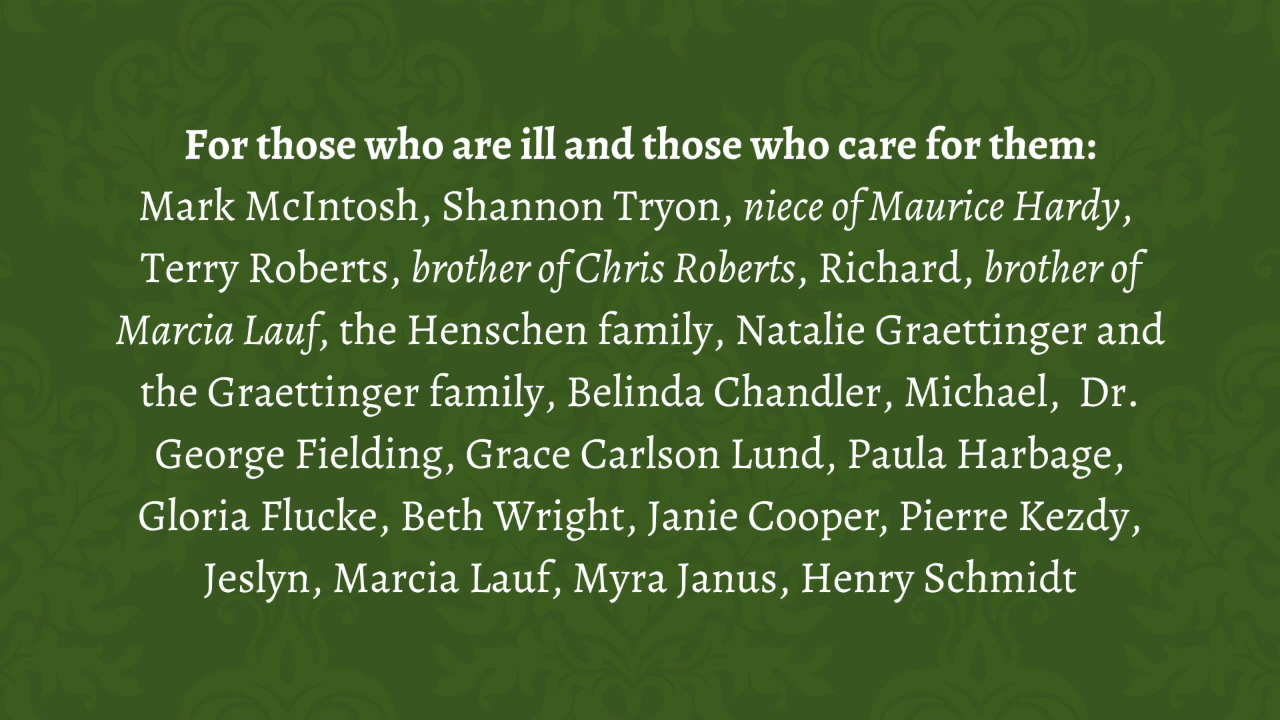 For those who are ill and those who care for them:
Mark McIntosh, Shannon Tryon, niece of Maurice Hardy,
Terry Roberts, brother of Chris Roberts, Richard, brother of
Marcia Lauf, the Henschen family, Natalie Graettinger and
the Graettinger family, Belinda Chandler, Michael,  Dr.
George Fielding, Grace Carlson Lund, Paula Harbage,
Gloria Flucke, Beth Wright, Janie Cooper, Pierre Kezdy,
Jeslyn, Marcia Lauf, Myra Janus, Henry Schmidt